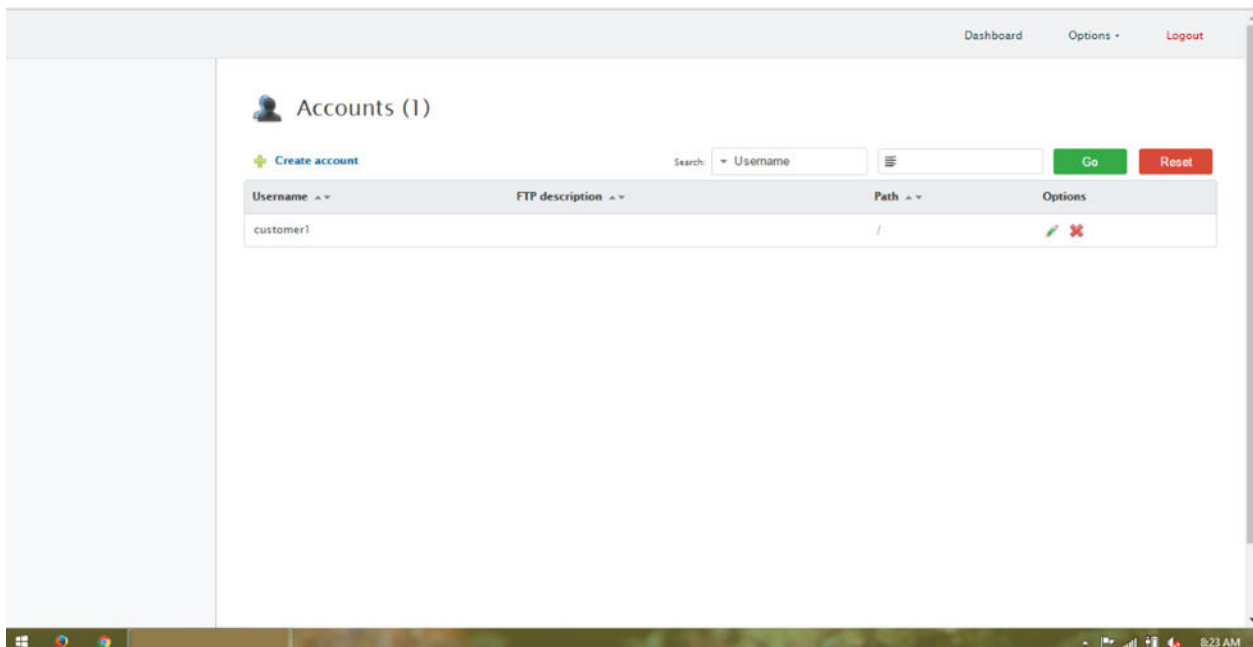 Dashboard Options Logout
Accounts (1)
Create account Search: Username Go Reset
Username FTP description Path Options
customer1 /
8:23 AM